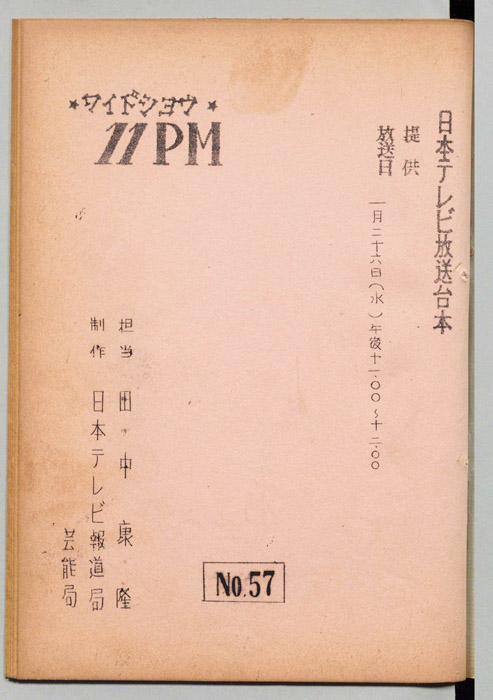 日本テレビ放送台本
提供
放送日 一月二十六日(水)午後十一.〇〇〜十二.〇〇
★ワイドショウ★
11PM
担当 田中康隆
制作 日本テレビ報道局
芸能局
No.57